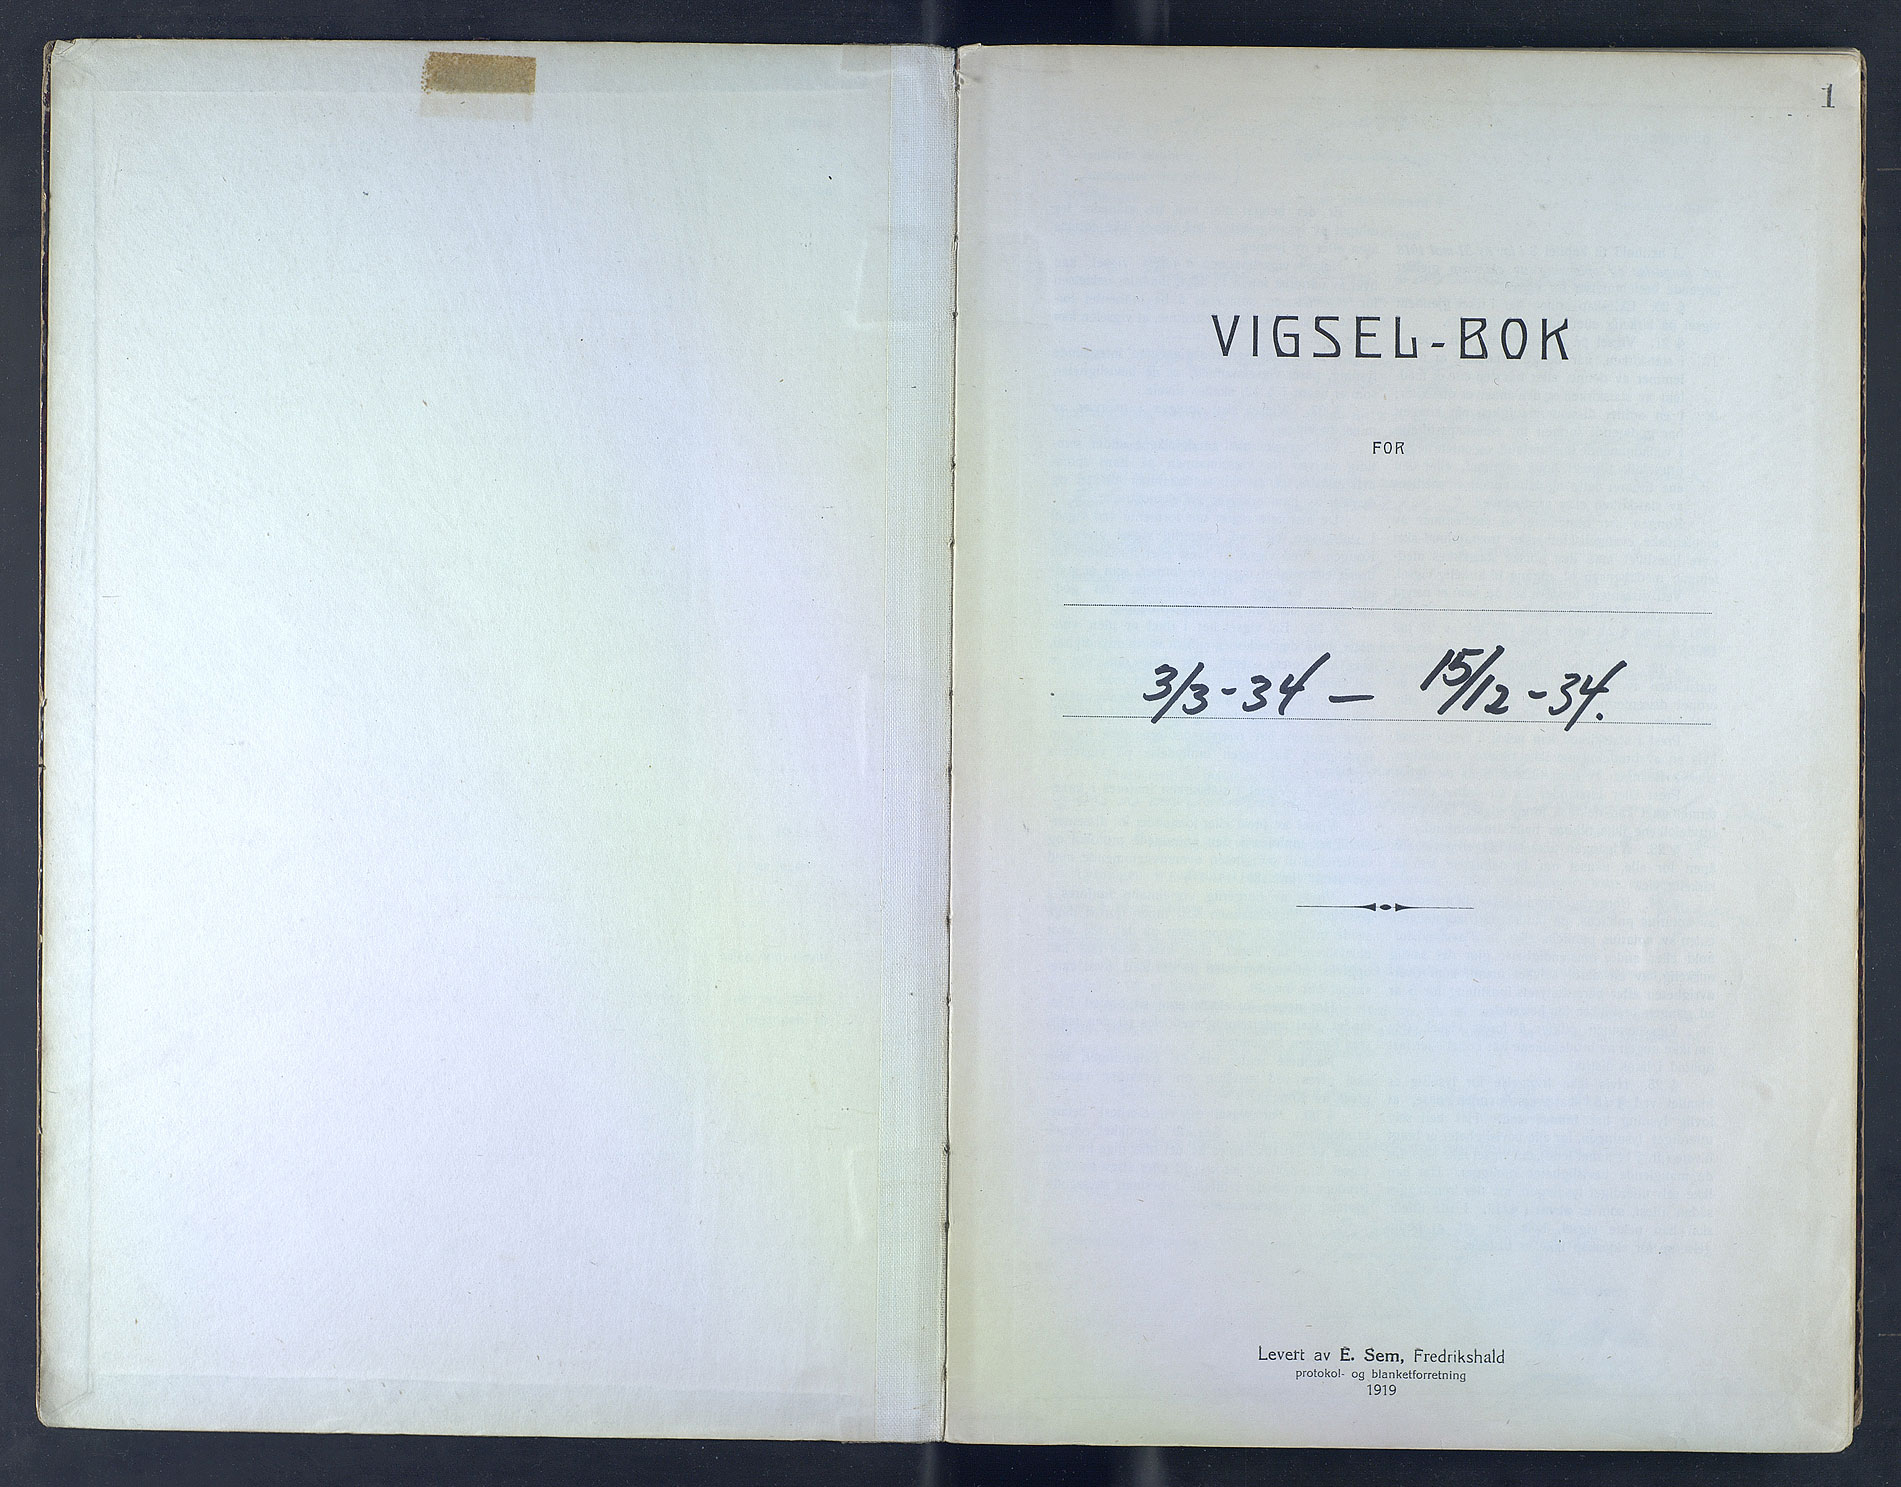 1
VIGSEL-BOK
FOR
3/3-34 — 15/12-34.
Levert av E. Sem, Fredrikshald
protokol- og blanketforretning
1919